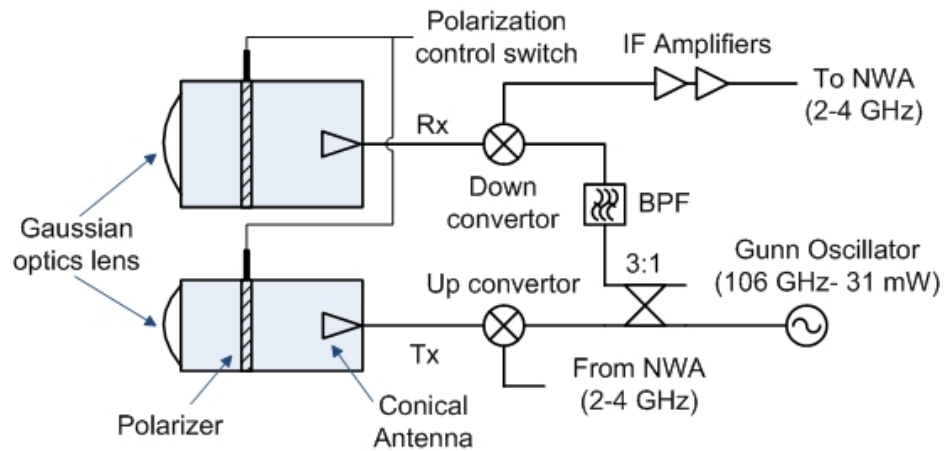 Polarization
control switch
IF Amplifiers
To NWA
(2-4 GHz)
Rx
Down
convertor
BPF
Gaussian
optics lens
3:1
Gunn Oscillator
(106 GHz- 31 mW)
Up convertor
Tx
From NWA
(2-4 GHz)
Polarizer
Conical
Antenna